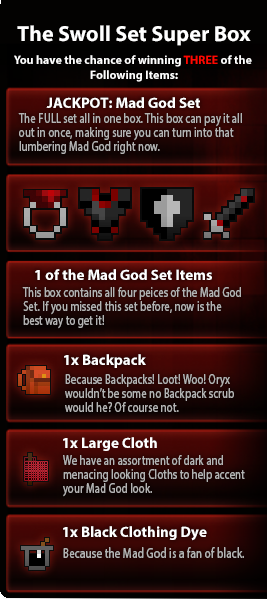 The Swoll Set Super Box
You have the chance of winning THREE of the
Following Items:
JACKPOT: Mad God Set
The FULL set all in one box. This box can pay it all
out in once, making sure you can turn into that
lumbering Mad God right now.
1 of the Mad God Set Items
This box contains all four peices of the Mad God
Set. If you missed this set before, now is the
best way to get it!
1x Backpack
Because Backpacks! Loot! Woo! Oryx
wouldn't be some no Backpack scrub
would he? Of course not.
1x Large Cloth
We have an assortment of dark and
menacing looking Cloths to help accent
your Mad God look.
1x Black Clothing Dye
Because the Mad God is a fan of black.